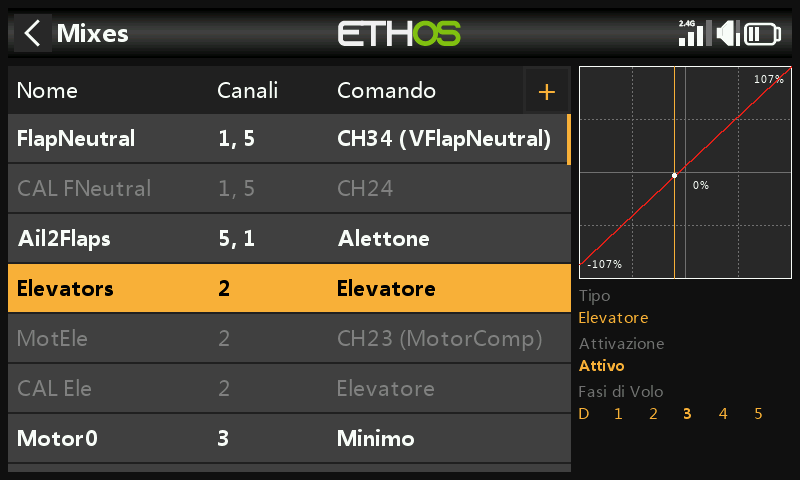 Mixes
ETHOS
2.4G
Nome Canali Comando +
FlapNeutral 1, 5 CH34 (VFlapNeutral)
CAL FNeutral 1, 5 CH24
Ail2Flaps 5, 1 Alettone
Elevators 2 Elevatore
MotEle 2 CH23 (MotorComp)
CAL Ele 2 Elevatore
Motor0 3 Minimo
107%
0%
-107%
Tipo
Elevatore
Attivazione
Attivo
Fasi di Volo
D 1 2 3 4 5